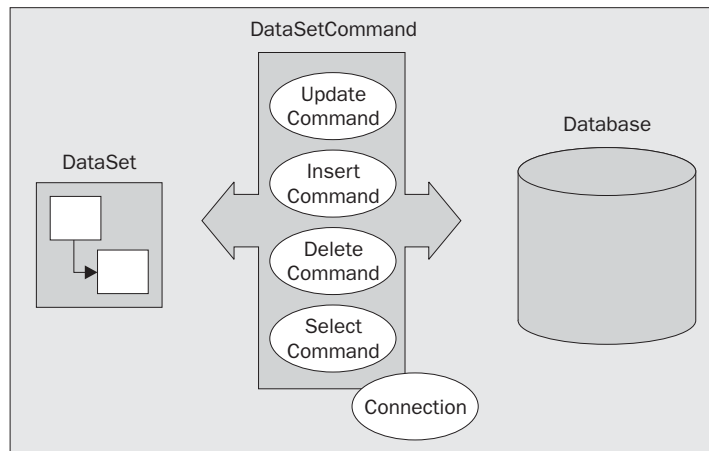 DataSetCommand
Update
Command
Database
DataSet
Insert
Command
Delete
Command
Select
Command
Connection